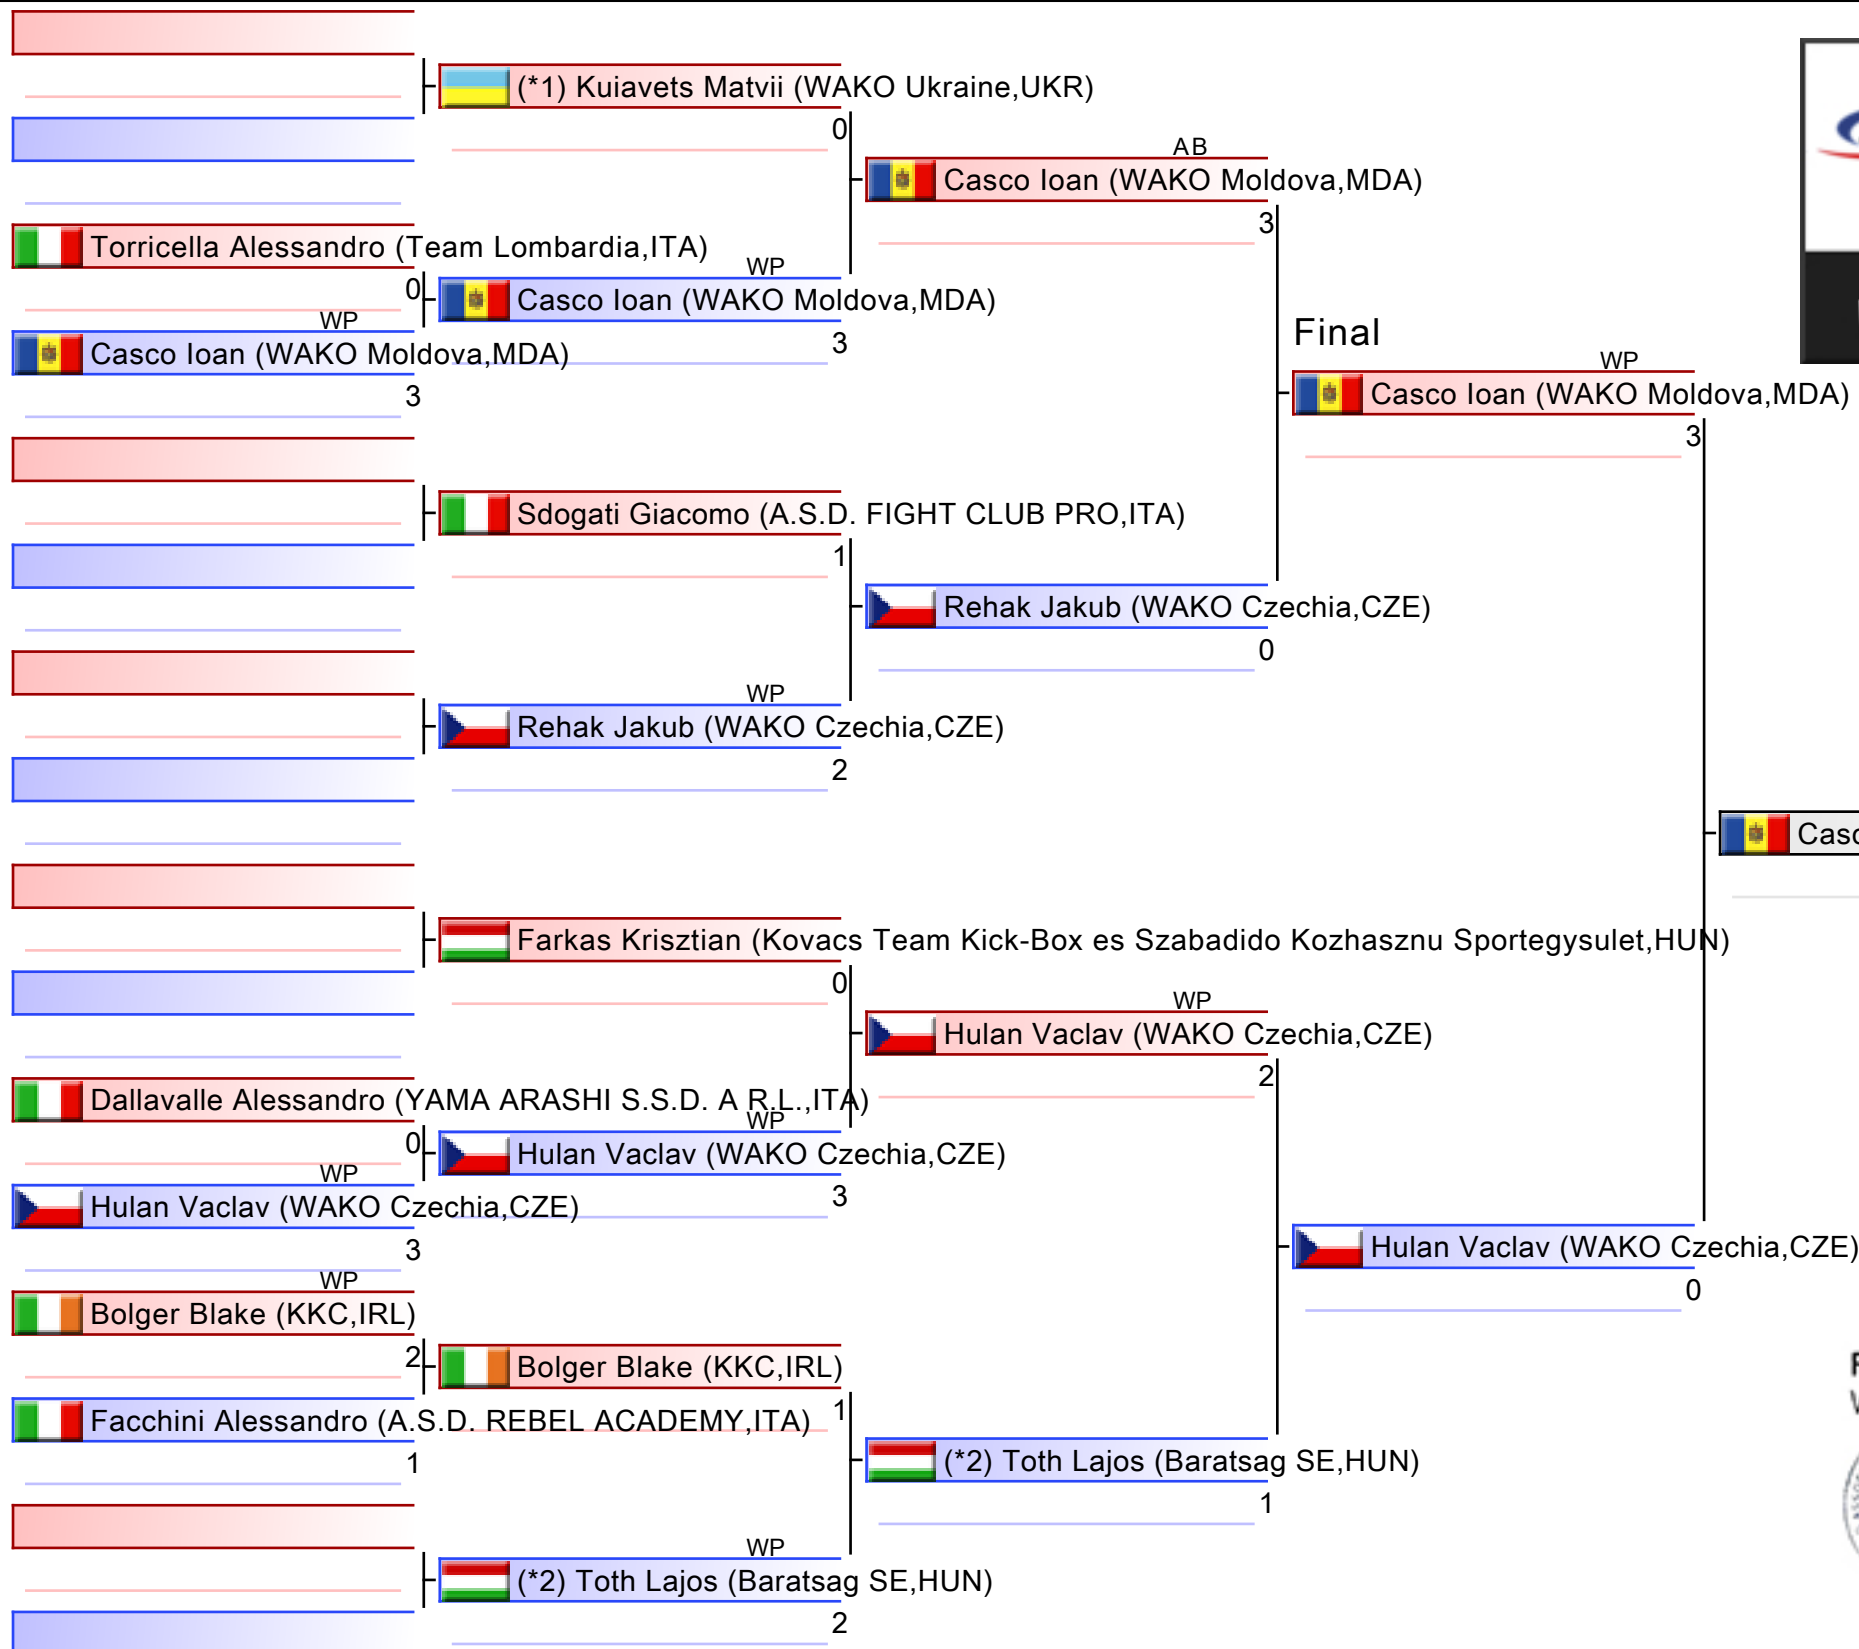 (*1) Kuiavets Matvii (WAKO Ukraine,UKR)
0
AB
Casco Ioan (WAKO Moldova,MDA)
3
Torricella Alessandro (Team Lombardia,ITA)
0
WP
Casco Ioan (WAKO Moldova,MDA)
3
WP
Casco Ioan (WAKO Moldova,MDA)
3
Final
WP
Casco Ioan (WAKO Moldova,MDA)
3
Sdogati Giacomo (A.S.D. FIGHT CLUB PRO,ITA)
1
Rehak Jakub (WAKO Czechia,CZE)
0
WP
Rehak Jakub (WAKO Czechia,CZE)
2
Casc
Farkas Krisztian (Kovacs Team Kick-Box es Szabadido Kozhasznu Sportegysulet,HUN)
0
WP
Hulan Vaclav (WAKO Czechia,CZE)
2
Dallavalle Alessandro (YAMA ARASHI S.S.D. A R.L.,ITA)
0
WP
Hulan Vaclav (WAKO Czechia,CZE)
3
WP
Hulan Vaclav (WAKO Czechia,CZE)
3
Hulan Vaclav (WAKO Czechia,CZE)
0
WP
Bolger Blake (KKC,IRL)
2
Bolger Blake (KKC,IRL)
1
Facchini Alessandro (A.S.D. REBEL ACADEMY,ITA)
1
(*2) Toth Lajos (Baratsag SE,HUN)
1
WP
(*2) Toth Lajos (Baratsag SE,HUN)
2